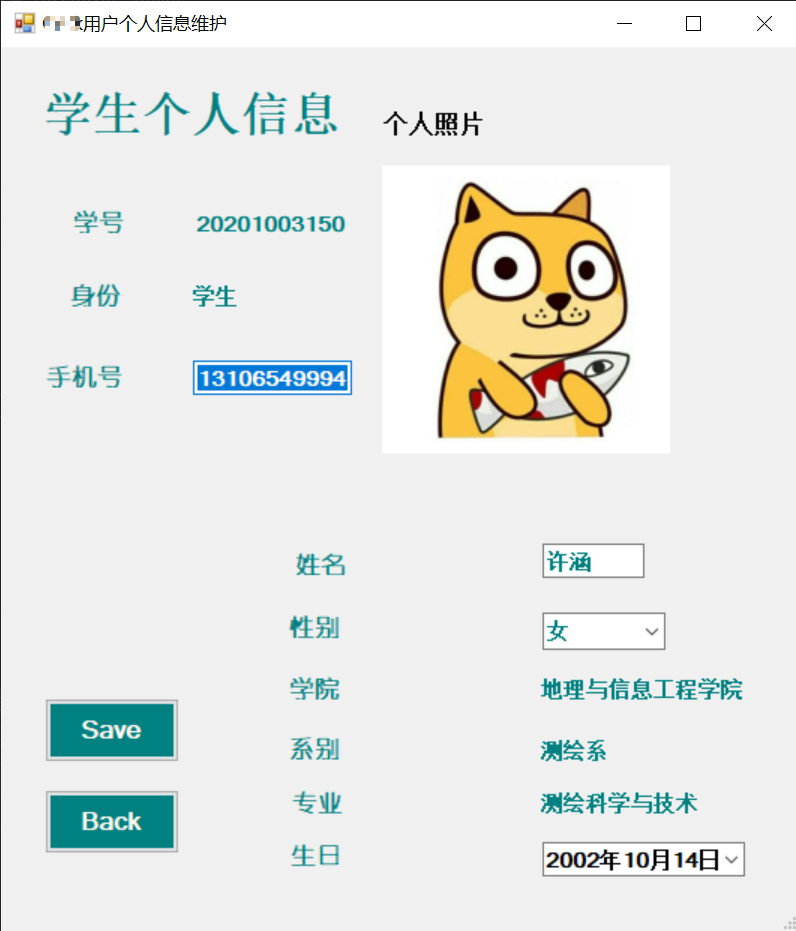 用户个人信息维护
学生个人信息
个人照片
学号 20201003150
身份 学生
手机号 13106549994
姓名 许涵
性别 女
学院 地理与信息工程学院
系别 测绘系
专业 测绘科学与技术
生日 2002年10月14日
Save
Back